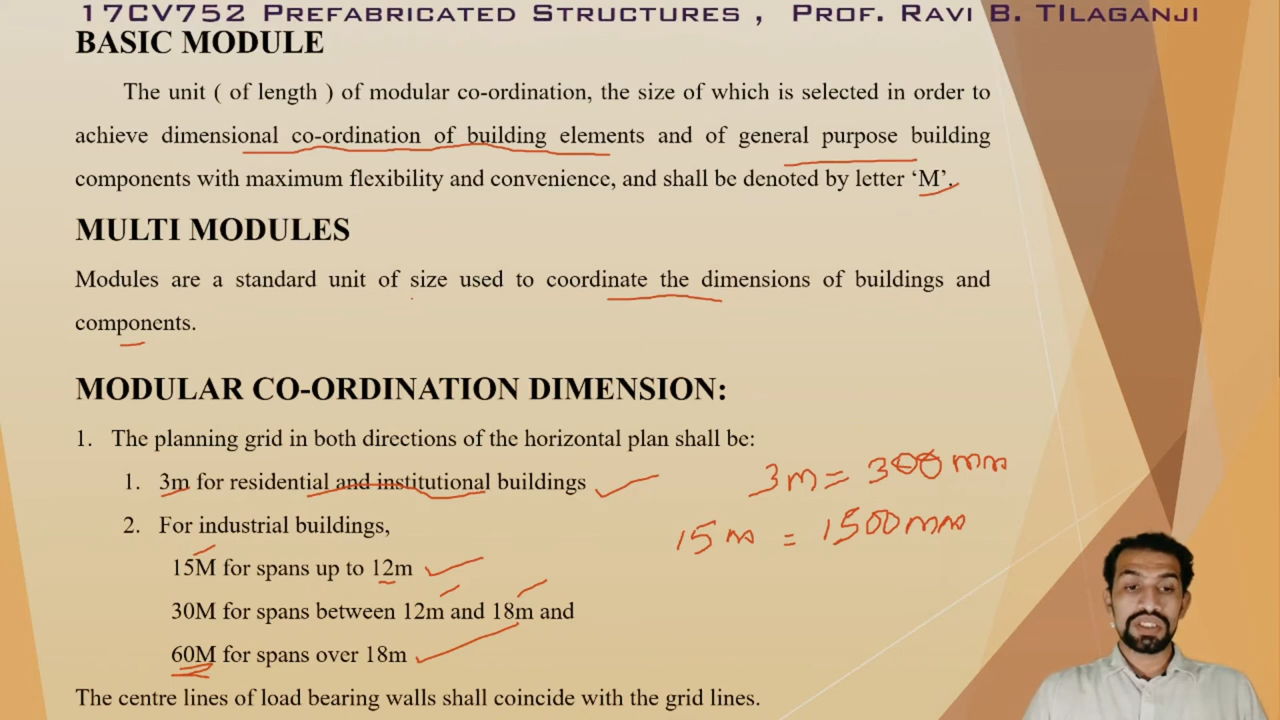 17CV752 PREFABRICATED STRUCTURES , PROF. RAVI B. TILAGANJI
BASIC MODULE
The unit ( of length ) of modular co-ordination, the size of which is selected in order to
achieve dimensional co-ordination of building elements and of general purpose building
components with maximum flexibility and convenience, and shall be denoted by letter ‘M’.
MULTI MODULES
Modules are a standard unit of size used to coordinate the dimensions of buildings and
components.
MODULAR CO-ORDINATION DIMENSION:
1. The planning grid in both directions of the horizontal plan shall be:
1. 3m for residential and institutional buildings
3m = 300mm
2. For industrial buildings,
15m = 1500mm
15M for spans up to 12m
30M for spans between 12m and 18m and
60M for spans over 18m
The centre lines of load bearing walls shall coincide with the grid lines.